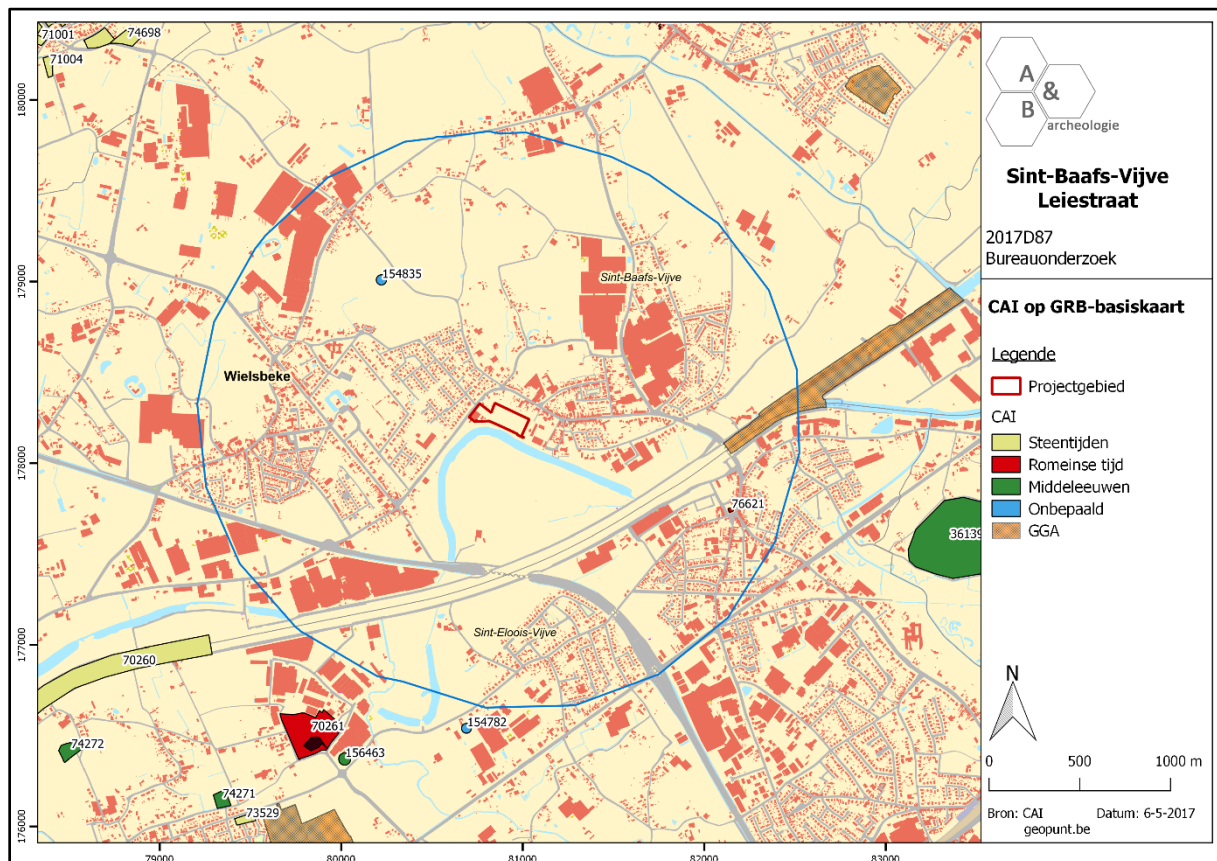 71001
74698
71004
180000
179000
178000
177000
176000
154835
Sint-Baafs-Vijve
Wielsbeke
76621
36139
Sint-Eloois-Vijve
70260
70261
154782
74272
156463
74271
73529
79000
80000
81000
82000
83000
A
&
B
archeologie
Sint-Baafs-Vijve
Leiestraat
2017D87
Bureauonderzoek
CAI op GRB-basiskaart
Legende
Projectgebied
CAI
Steentijden
Romeinse tijd
Middeleeuwen
Onbepaald
GGA
N
0 500 1000 m
Bron: CAI Datum: 6-5-2017
geopunt.be